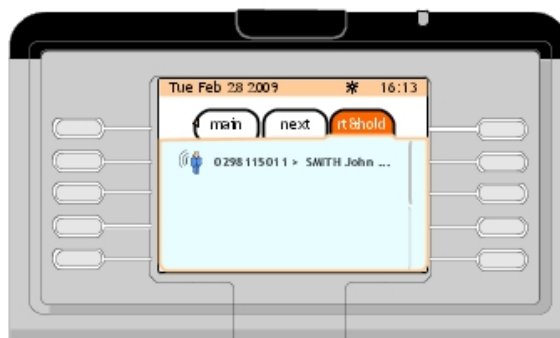 Tue Feb 28 2009 16:13
main next rt &hold
0298115011 > SMITH John ...